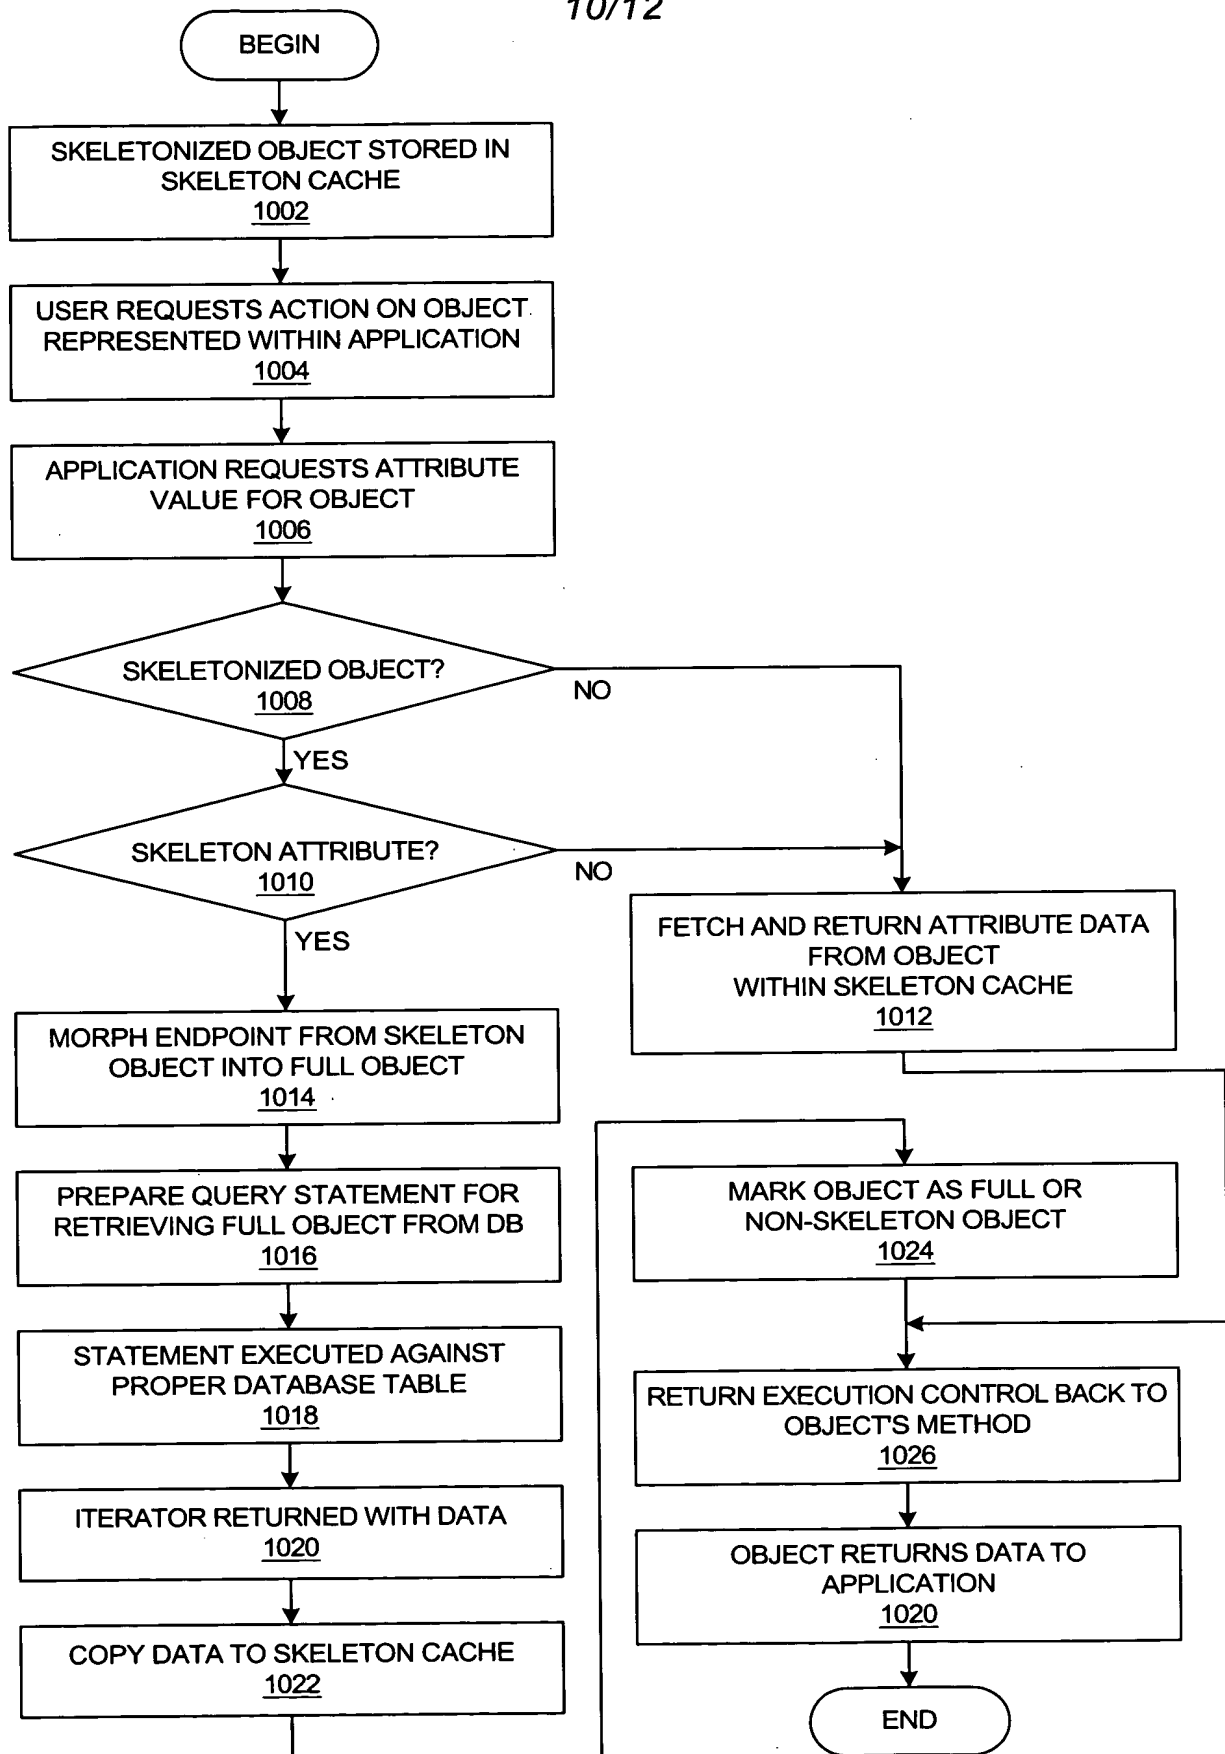 10/12
BEGIN
SKELETONIZED OBJECT STORED IN
SKELETON CACHE
1002
USER REQUESTS ACTION ON OBJECT
REPRESENTED WITHIN APPLICATION
1004
APPLICATION REQUESTS ATTRIBUTE
VALUE FOR OBJECT
1006
SKELETONIZED OBJECT?
1008
NO
YES
SKELETON ATTRIBUTE?
1010
NO
YES
FETCH AND RETURN ATTRIBUTE DATA
FROM OBJECT
WITHIN SKELETON CACHE
1012
MORPH ENDPOINT FROM SKELETON
OBJECT INTO FULL OBJECT
1014
PREPARE QUERY STATEMENT FOR
RETRIEVING FULL OBJECT FROM DB
1016
STATEMENT EXECUTED AGAINST
PROPER DATABASE TABLE
1018
ITERATOR RETURNED WITH DATA
1020
COPY DATA TO SKELETON CACHE
1022
MARK OBJECT AS FULL OR
NON-SKELETON OBJECT
1024
RETURN EXECUTION CONTROL BACK TO
OBJECT'S METHOD
1026
OBJECT RETURNS DATA TO
APPLICATION
1020
END